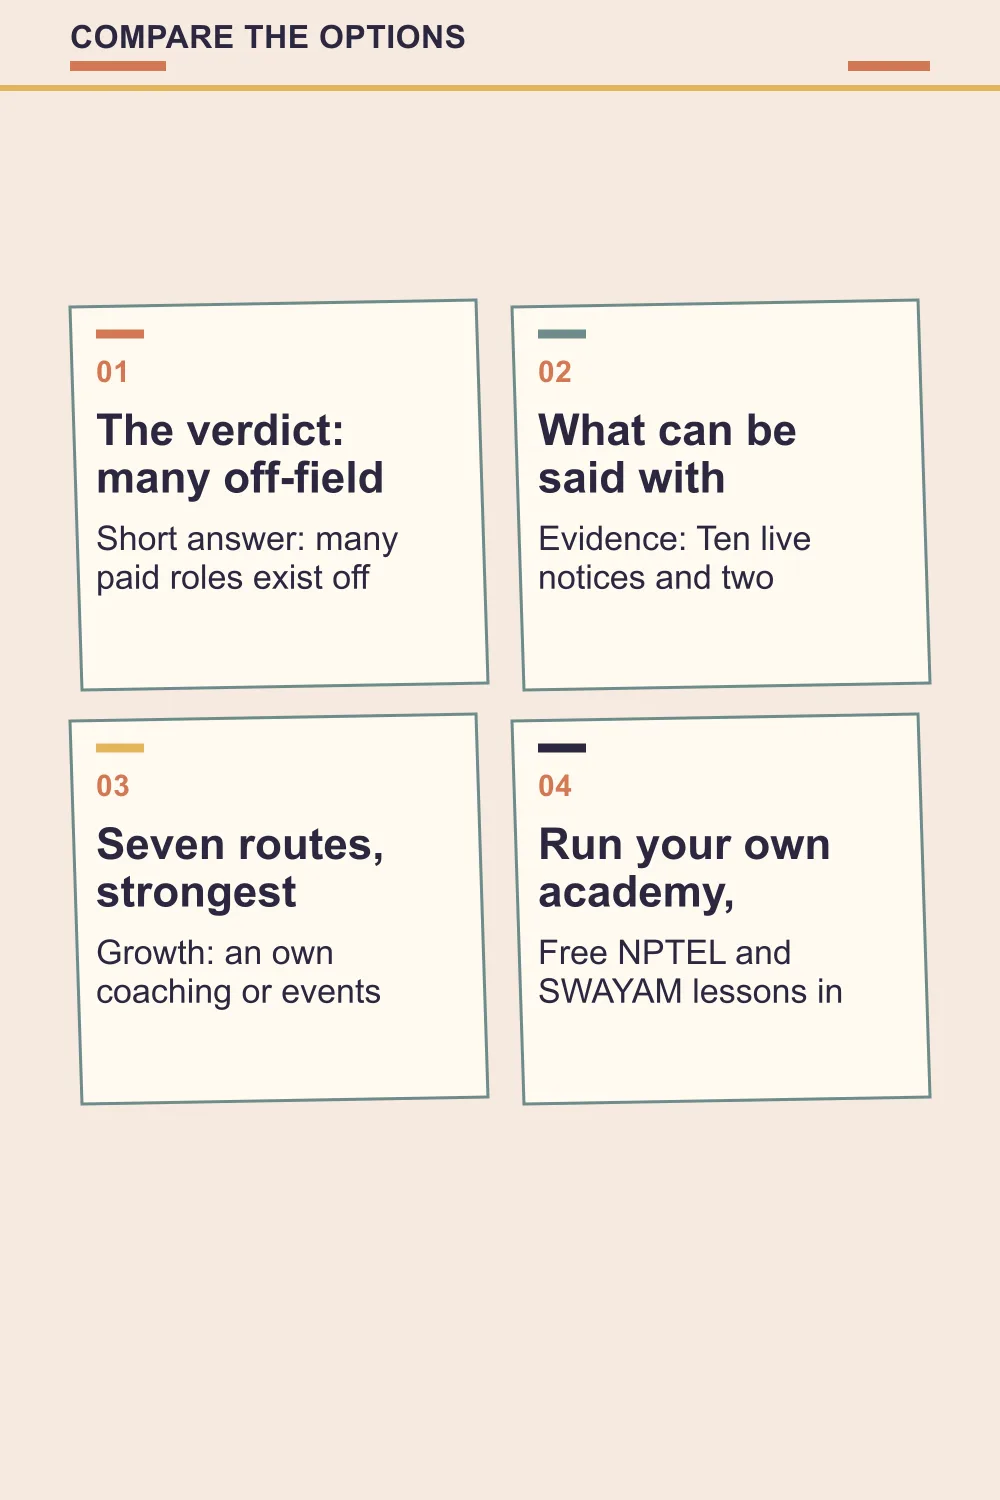 COMPARE THE OPTIONS
01
The verdict:
many off-field
Short answer: many
paid roles exist off
02
What can be
said with
Evidence: Ten live
notices and two
03
Seven routes,
strongest
Growth: an own
coaching or events
04
Run your own
academy,
Free NPTEL and
SWAYAM lessons in